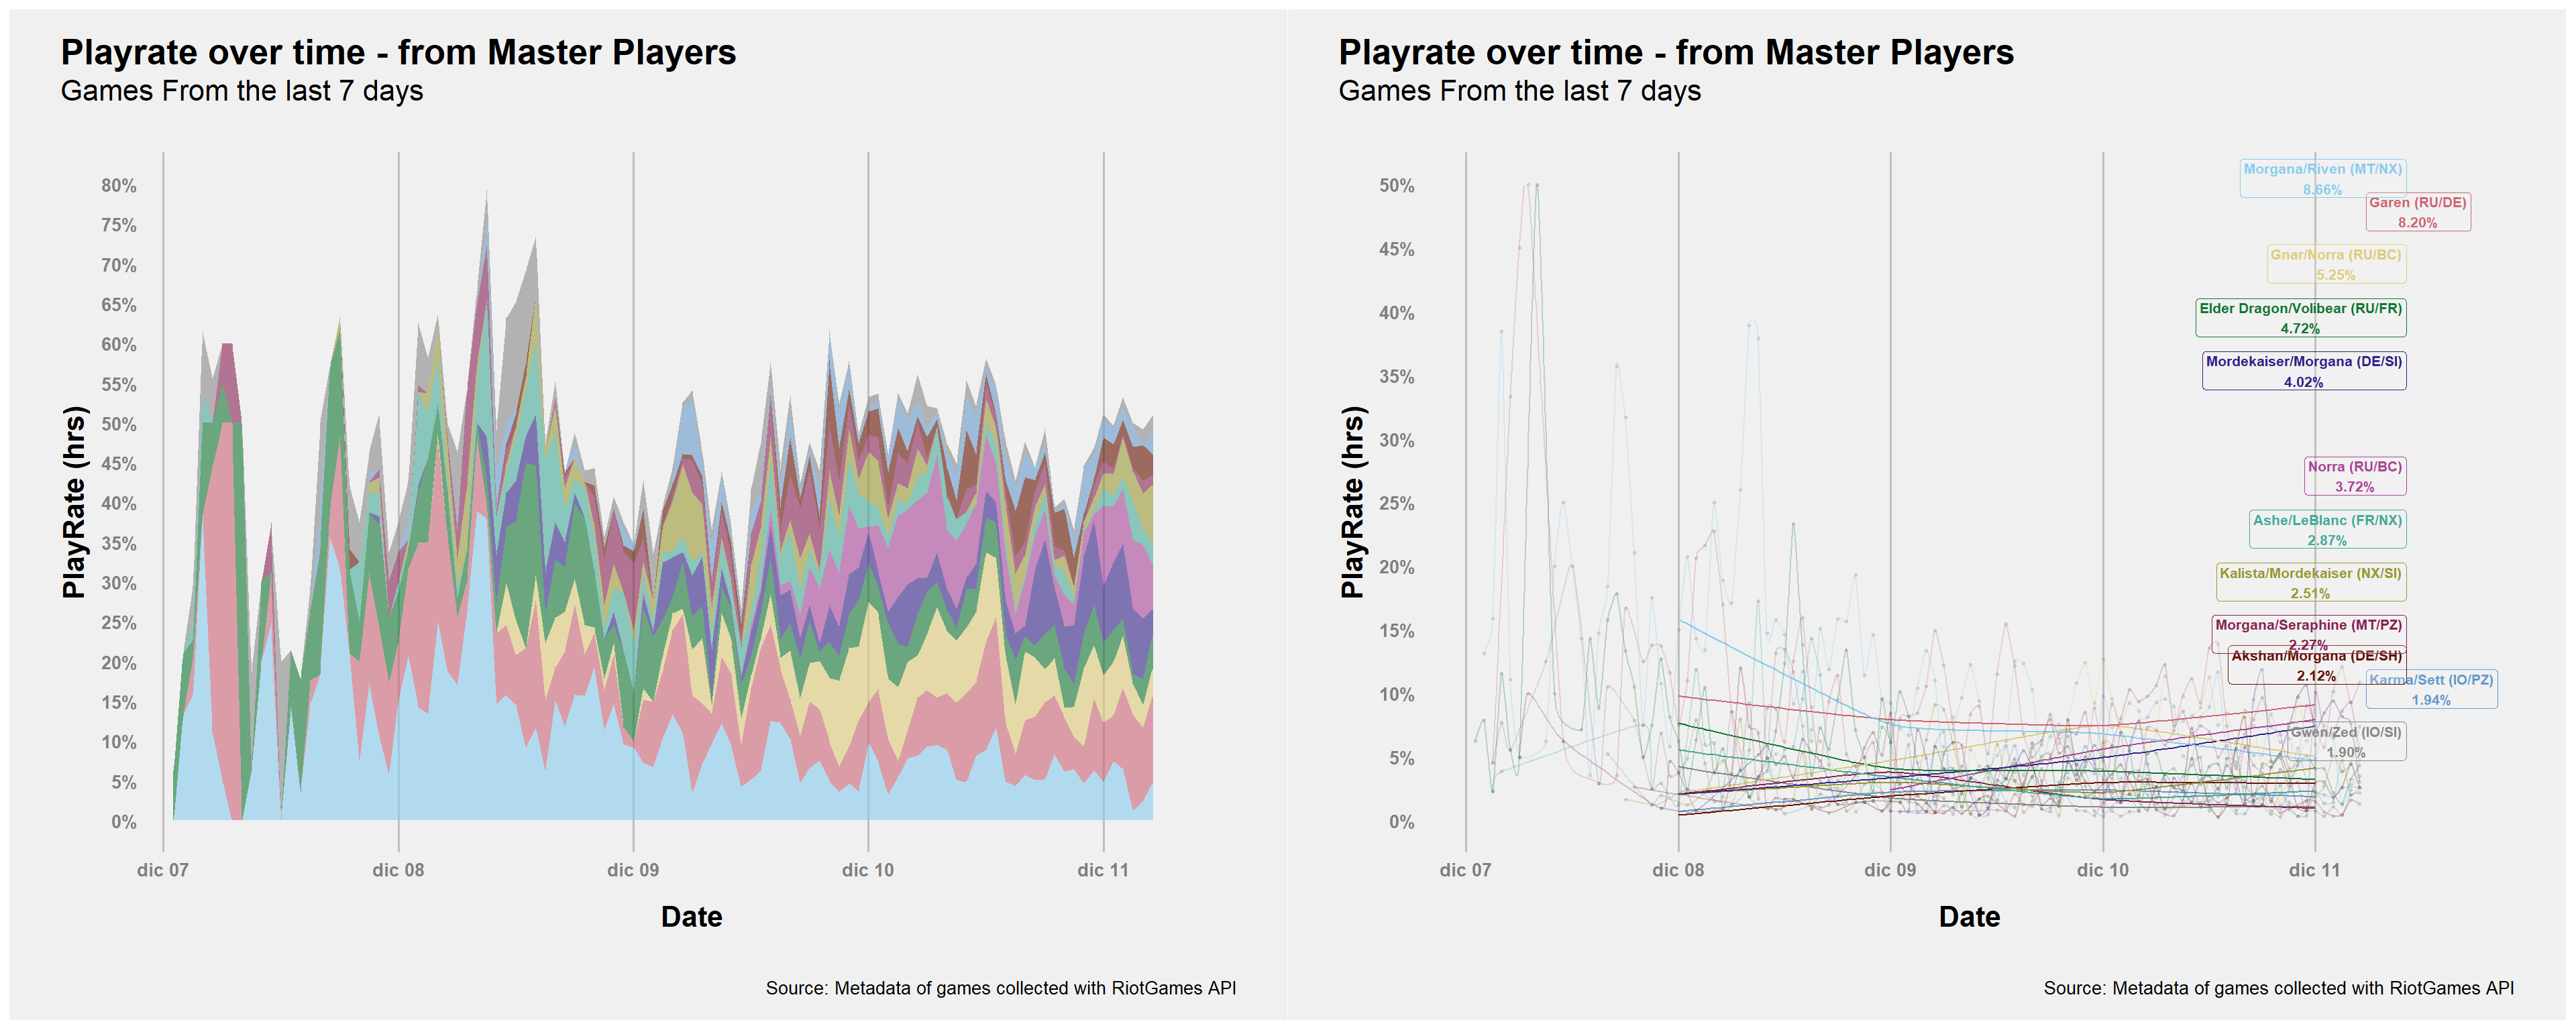 Playrate over time - from Master Players
Games From the last 7 days
PlayRate (hrs)
80%
75%
70%
65%
60%
55%
50%
45%
40%
35%
30%
25%
20%
15%
10%
5%
0%
dic 07
dic 08
dic 09
dic 10
dic 11
Date
Source: Metadata of games collected with RiotGames API
Playrate over time - from Master Players
Games From the last 7 days
PlayRate (hrs)
50%
45%
40%
35%
30%
25%
20%
15%
10%
5%
0%
Morgana/Riven (MT/NX)
8.66%
Garen (RU/DE)
8.20%
Gnar/Norra (RU/BC)
5.25%
Elder Dragon/Volibear (RU/FR)
4.72%
Mordekaiser/Morgana (DE/SI)
4.02%
Norra (RU/BC)
3.72%
Ashe/LeBlanc (FR/NX)
2.87%
Kalista/Mordekaiser (NX/SI)
2.51%
Morgana/Seraphine (MT/PZ)
2.27%
Akshan/Morgana (DE/SH)
2.12%
Karma/Sett (IO/PZ)
1.94%
Gwen/Zed (IO/SI)
1.90%
dic 07
dic 08
dic 09
dic 10
dic 11
Date
Source: Metadata of games collected with RiotGames API